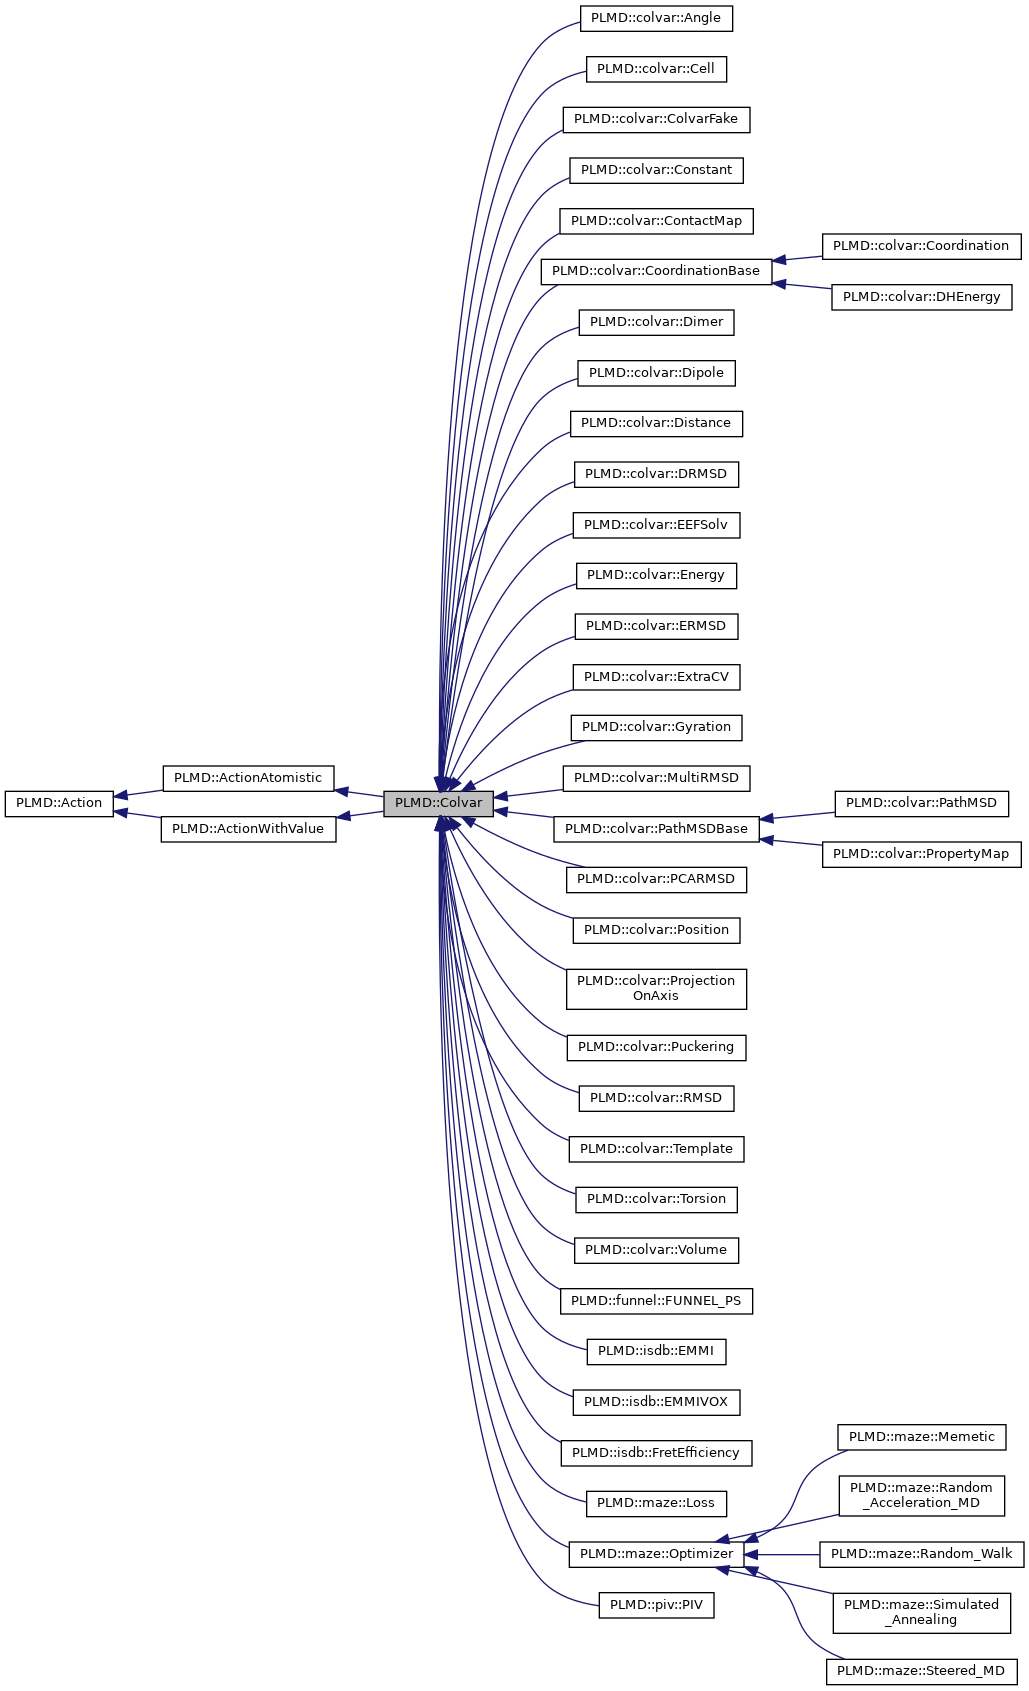 PLMD::Action
PLMD::ActionAtomistic
PLMD::ActionWithValue
PLMD::Colvar
PLMD::colvar::Angle
PLMD::colvar::Cell
PLMD::colvar::ColvarFake
PLMD::colvar::Constant
PLMD::colvar::ContactMap
PLMD::colvar::CoordinationBase
PLMD::colvar::Coordination
PLMD::colvar::DHEnergy
PLMD::colvar::Dimer
PLMD::colvar::Dipole
PLMD::colvar::Distance
PLMD::colvar::DRMSD
PLMD::colvar::EEFSolv
PLMD::colvar::Energy
PLMD::colvar::ERMSD
PLMD::colvar::ExtraCV
PLMD::colvar::Gyration
PLMD::colvar::MultiRMSD
PLMD::colvar::PathMSDBase
PLMD::colvar::PathMSD
PLMD::colvar::PropertyMap
PLMD::colvar::PCARMSD
PLMD::colvar::Position
PLMD::colvar::Projection
OnAxis
PLMD::colvar::Puckering
PLMD::colvar::RMSD
PLMD::colvar::Template
PLMD::colvar::Torsion
PLMD::colvar::Volume
PLMD::funnel::FUNNEL_PS
PLMD::isdb::EMMI
PLMD::isdb::EMMIVOX
PLMD::isdb::FretEfficiency
PLMD::maze::Loss
PLMD::maze::Optimizer
PLMD::maze::Memetic
PLMD::maze::Random
_Acceleration_MD
PLMD::maze::Random_Walk
PLMD::maze::Simulated
_Annealing
PLMD::maze::Steered_MD
PLMD::piv::PIV